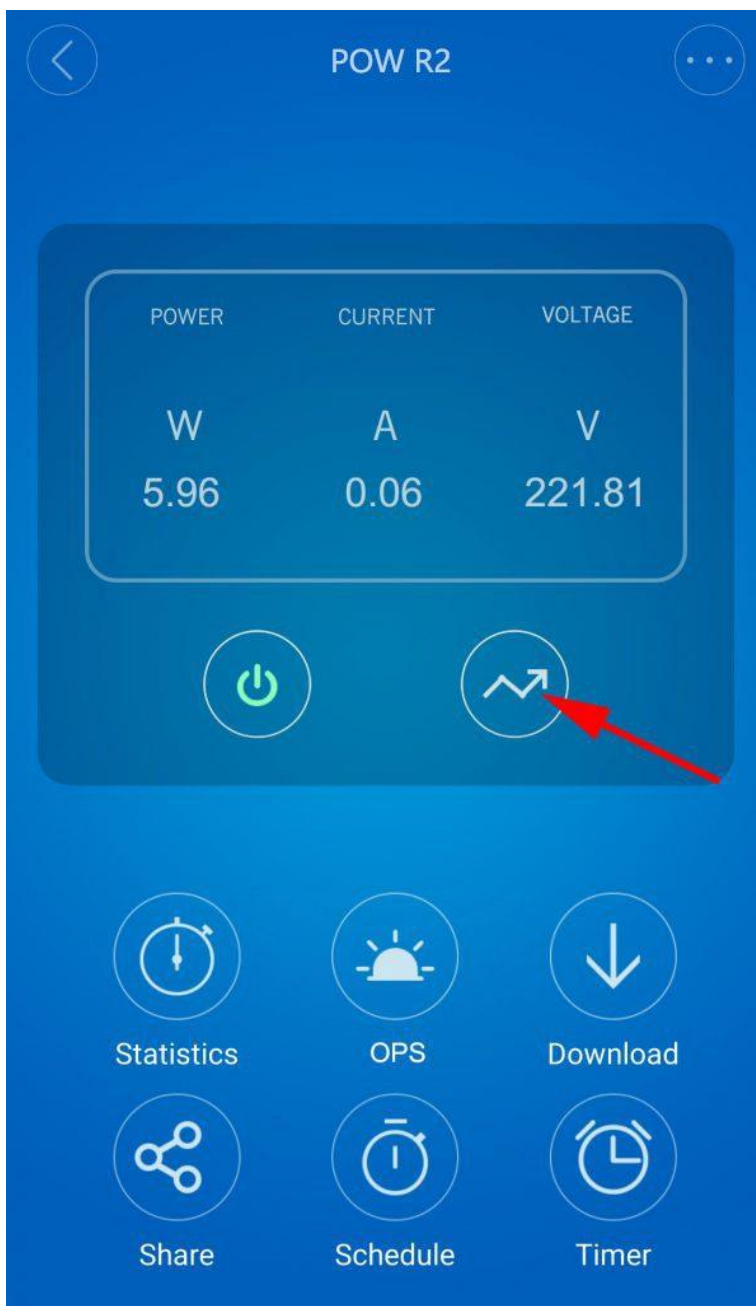 POW R2
POWER CURRENT VOLTAGE
W A V
5.96 0.06 221.81
Statistics OPS Download
Share Schedule Timer